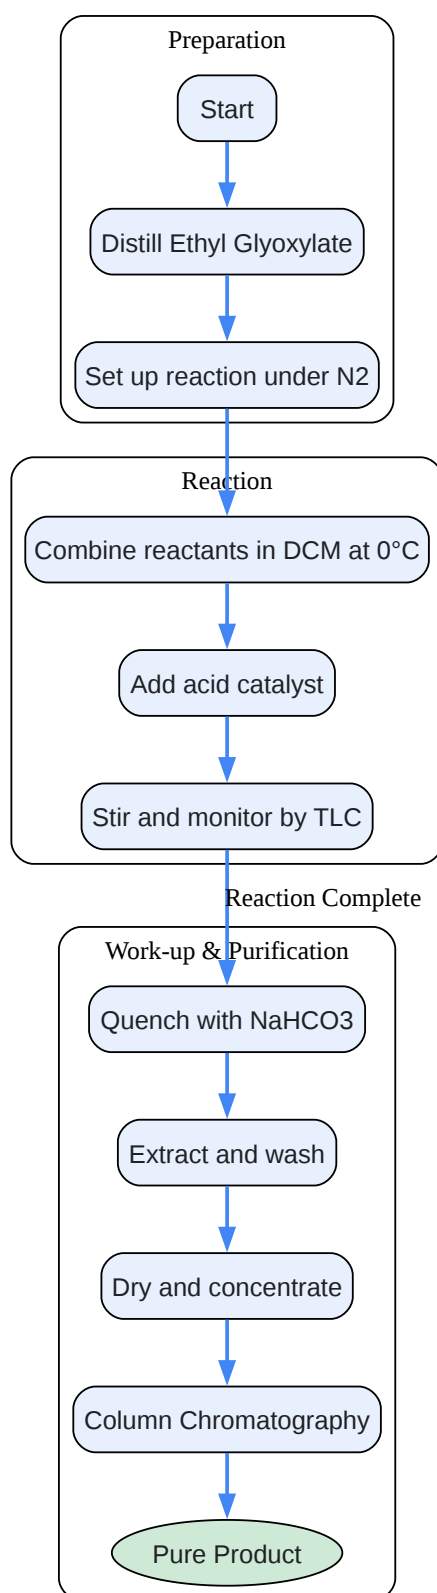 Preparation
Start
Distill Ethyl Glyoxylate
Set up reaction under N2
Reaction
Combine reactants in DCM at 0°C
Add acid catalyst
Stir and monitor by TLC
Reaction Complete
Work-up & Purification
Quench with NaHCO3
Extract and wash
Dry and concentrate
Column Chromatography
Pure Product